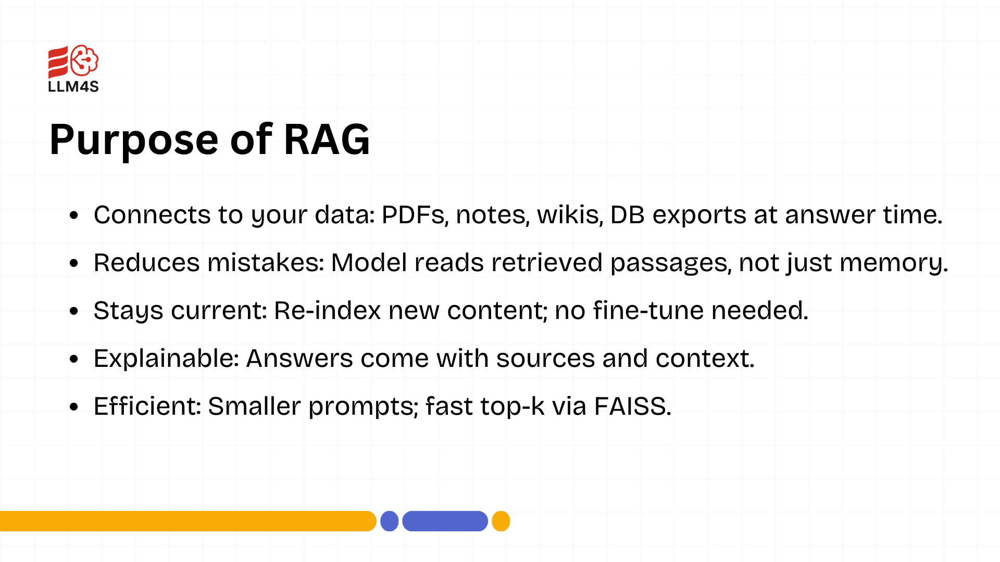 LLM4S
Purpose of RAG
• Connects to your data: PDFs, notes, wikis, DB exports at answer time.
• Reduces mistakes: Model reads retrieved passages, not just memory.
• Stays current: Re-index new content; no fine-tune needed.
• Explainable: Answers come with sources and context.
• Efficient: Smaller prompts; fast top-k via FAISS.